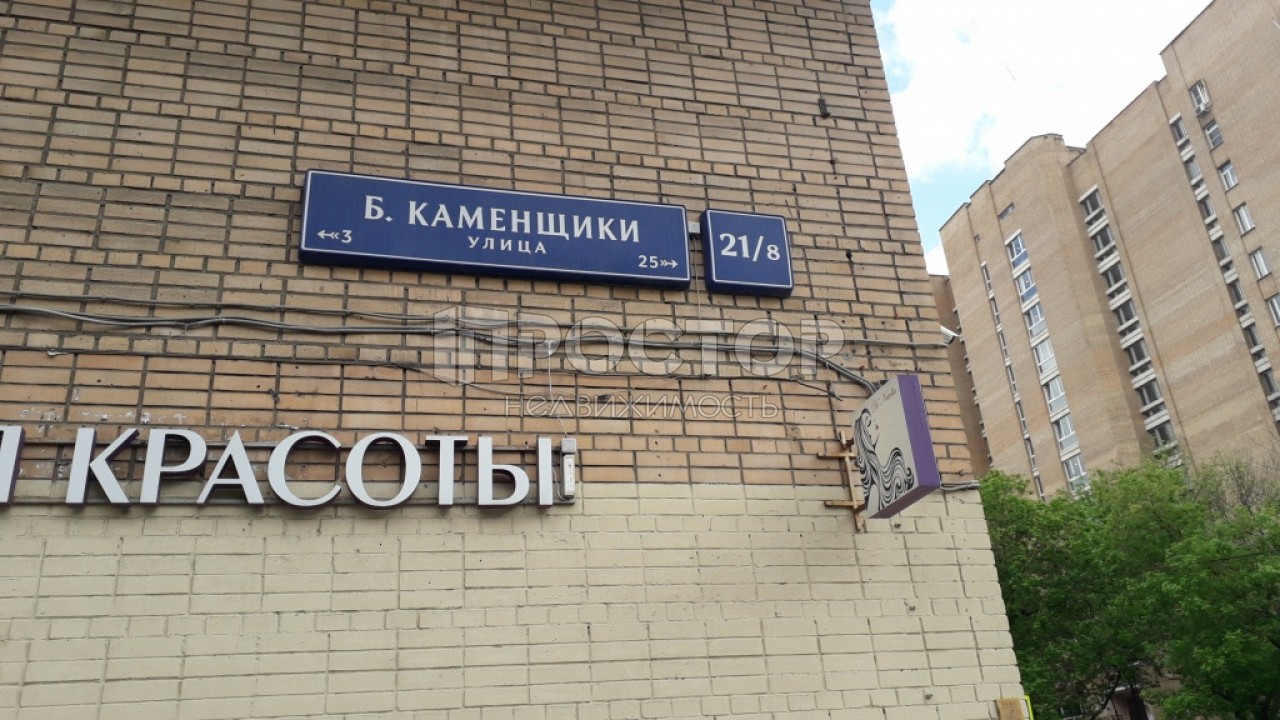 Б. КАМЕНЩИКИ
УЛИЦА
3
25
21/8
ПРОСТОР
НЕДВИЖИМОСТЬ
КРАСОТЫ